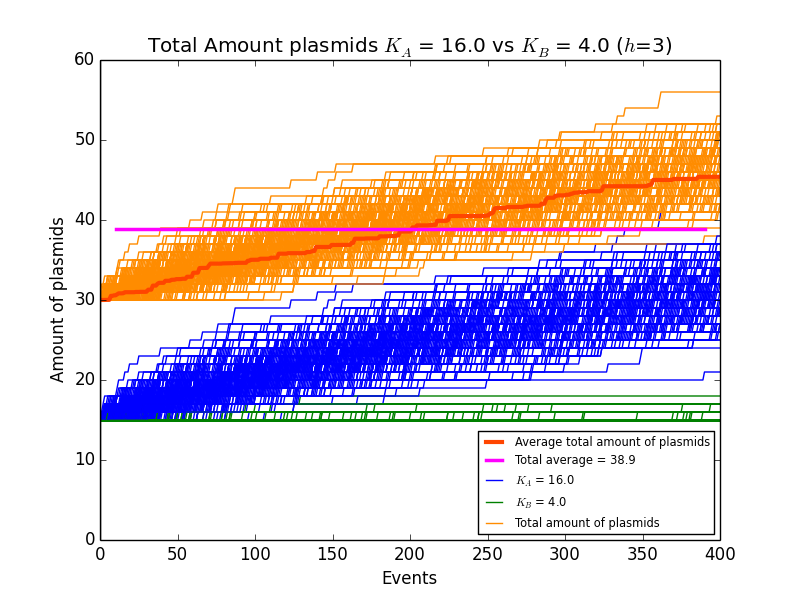 Total Amount plasmids K_A = 16.0 vs K_B = 4.0 (h=3)
60
50
40
30
20
10
0
Amount of plasmids
Average total amount of plasmids
Total average = 38.9
K_A = 16.0
K_B = 4.0
Total amount of plasmids
0 50 100 150 200 250 300 350 400
Events